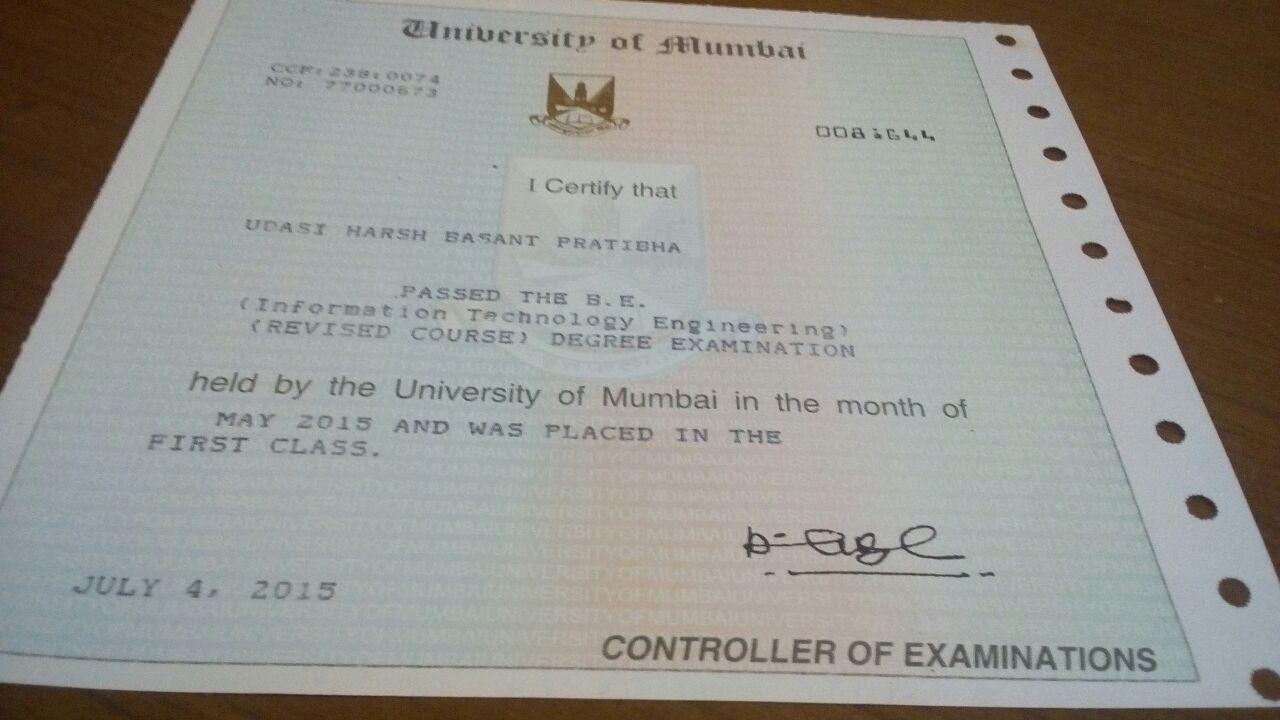 University of Mumbai
CCF:238:0074
NO: 77000673
I Certify that
UDASI HARSH BASANT PRATIBHA
PASSED THE B.E.
(Information Technology Engineering)
(REVISED COURSE) DEGREE EXAMINATION
held by the University of Mumbai in the month of
MAY 2015 AND WAS PLACED IN THE
FIRST CLASS.
JULY 4, 2015
CONTROLLER OF EXAMINATIONS